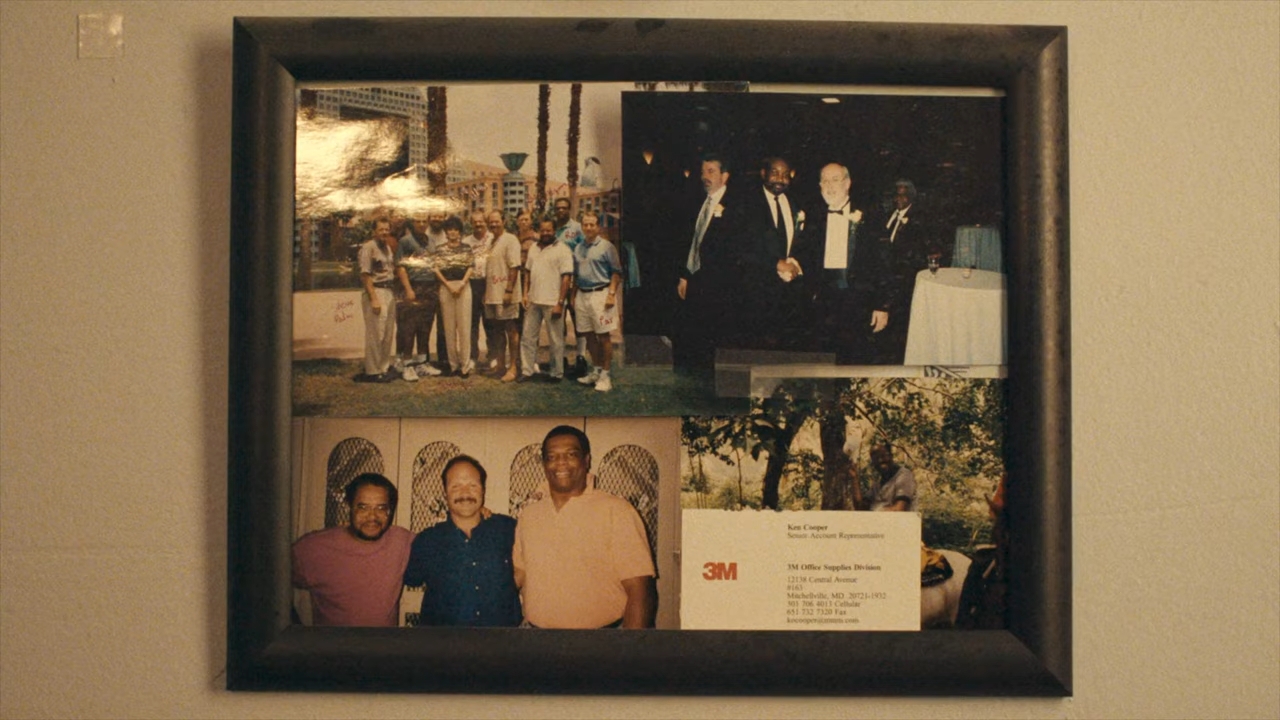 Ken Cooper
Senior Account Representative
3M
3M Office Supplies Division
12138 Central Avenue
#163
Mitchellville, MD 20721-1932
301 706 4013 Cellular
651 732 7320 Fax